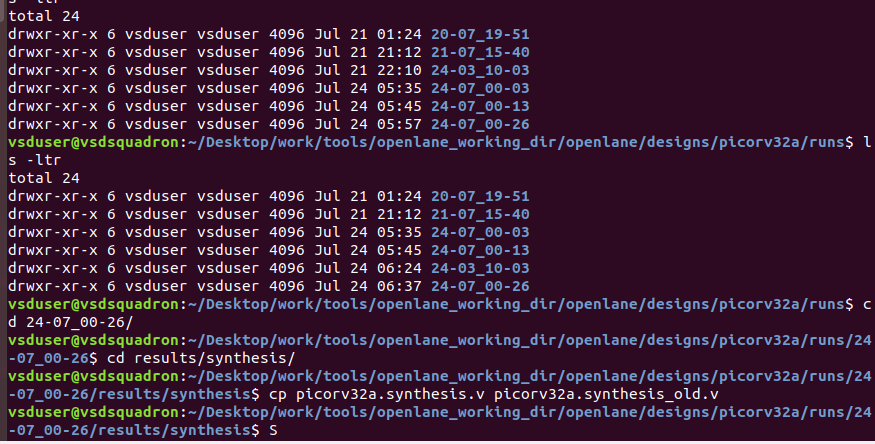 s -ltr
total 24
drwxr-xr-x 6 vsduser vsduser 4096 Jul 21 01:24 20-07_19-51
drwxr-xr-x 6 vsduser vsduser 4096 Jul 21 21:12 21-07_15-40
drwxr-xr-x 6 vsduser vsduser 4096 Jul 21 22:10 24-03_10-03
drwxr-xr-x 6 vsduser vsduser 4096 Jul 24 05:35 24-07_00-03
drwxr-xr-x 6 vsduser vsduser 4096 Jul 24 05:45 24-07_00-13
drwxr-xr-x 6 vsduser vsduser 4096 Jul 24 05:57 24-07_00-26
vsduser@vsdsquadron:~/Desktop/work/tools/openlane_working_dir/openlane/designs/picorv32a/runs$ l
s -ltr
total 24
drwxr-xr-x 6 vsduser vsduser 4096 Jul 21 01:24 20-07_19-51
drwxr-xr-x 6 vsduser vsduser 4096 Jul 21 21:12 21-07_15-40
drwxr-xr-x 6 vsduser vsduser 4096 Jul 24 05:35 24-07_00-03
drwxr-xr-x 6 vsduser vsduser 4096 Jul 24 05:45 24-07_00-13
drwxr-xr-x 6 vsduser vsduser 4096 Jul 24 06:24 24-03_10-03
drwxr-xr-x 6 vsduser vsduser 4096 Jul 24 06:37 24-07_00-26
vsduser@vsdsquadron:~/Desktop/work/tools/openlane_working_dir/openlane/designs/picorv32a/runs$ c
d 24-07_00-26/
vsduser@vsdsquadron:~/Desktop/work/tools/openlane_working_dir/openlane/designs/picorv32a/runs/24
-07_00-26$ cd results/synthesis/
vsduser@vsdsquadron:~/Desktop/work/tools/openlane_working_dir/openlane/designs/picorv32a/runs/24
-07_00-26/results/synthesis$ cp picorv32a.synthesis.v picorv32a.synthesis_old.v
vsduser@vsdsquadron:~/Desktop/work/tools/openlane_working_dir/openlane/designs/picorv32a/runs/24
-07_00-26/results/synthesis$ S